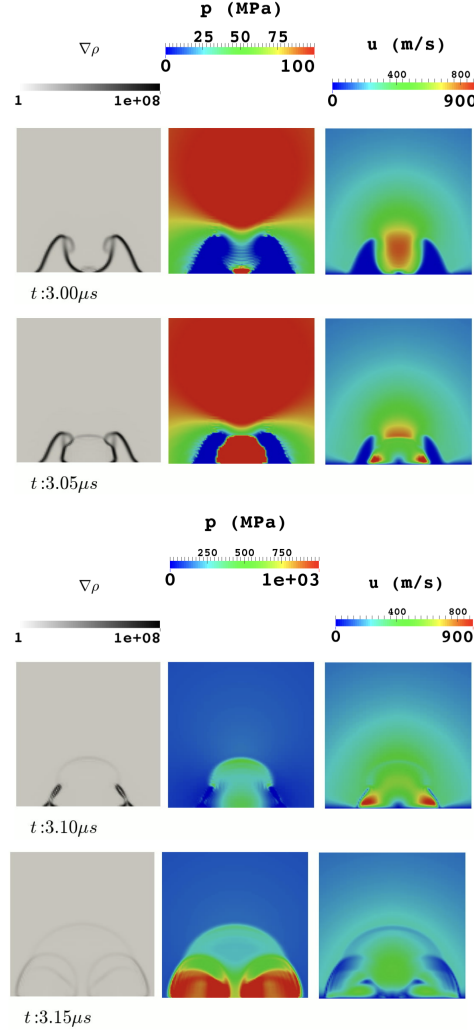 p (MPa)
∇ρ
25 50 75
0 100
u (m/s)
400 800
0 900
1 1e+08
t:3.00μs
t:3.05μs
p (MPa)
250 500 750
0 1e+03
∇ρ
u (m/s)
400 800
0 900
1 1e+08
t:3.10μs
t:3.15μs